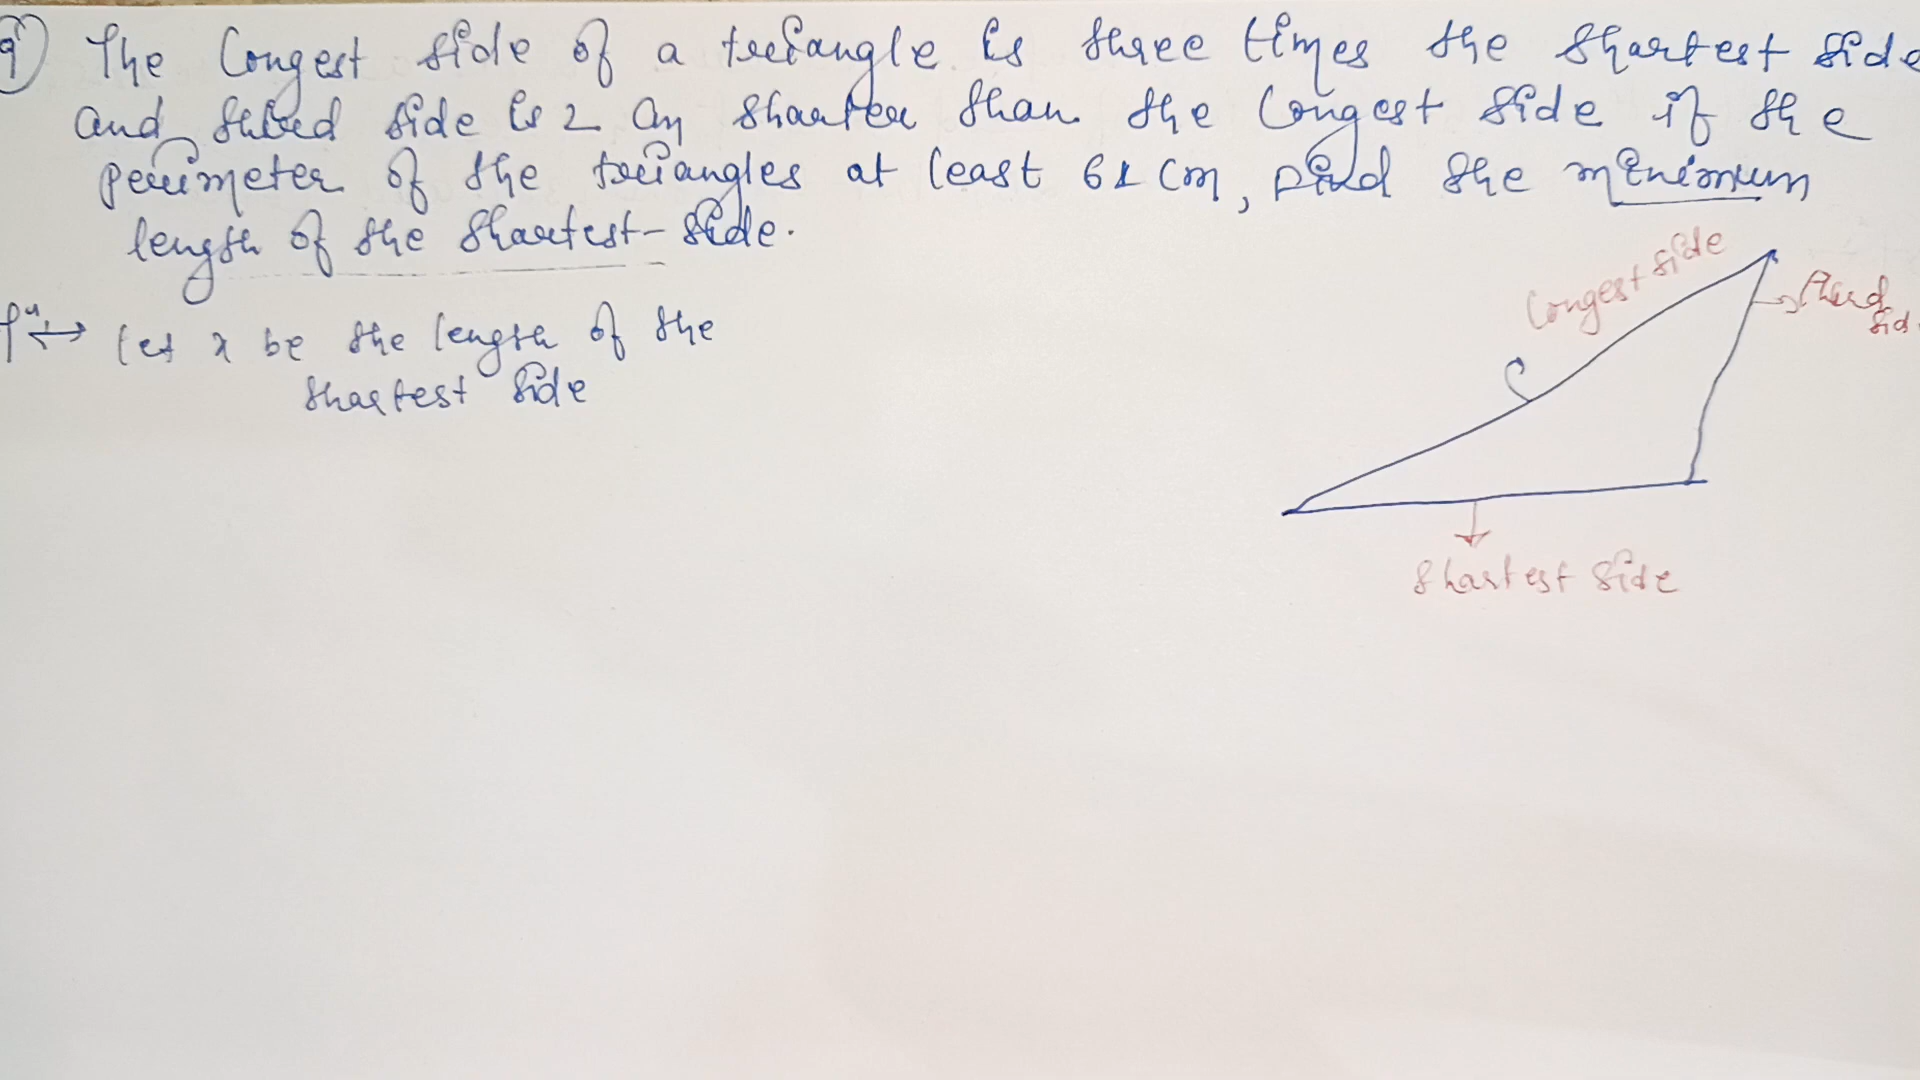 9) The longest side of a triangle is three times the shortest side
and third side is 2 cm shorter than the longest side if the
perimeter of the triangles at least 61 cm, find the minimum
length of the shortest side.
let x be the length of the
shortest side
longest side
third
side
shortest side